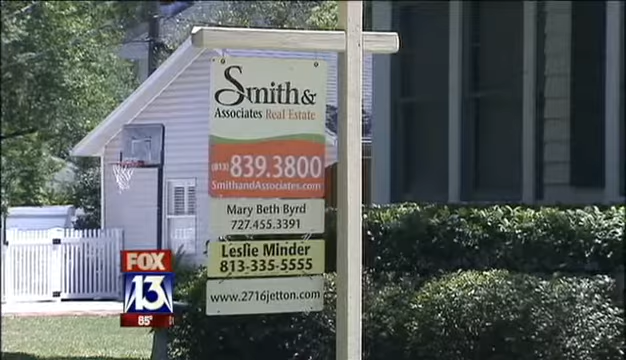 Smith&
Associates Real Estate
(813) 839.3800
SmithandAssociates.com
Mary Beth Byrd
727.455.3391
Leslie Minder
813-335-5555
www.2716jetton.com
FOX
13
85°